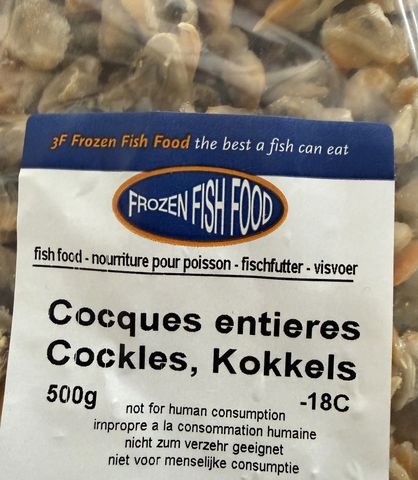 3F Frozen Fish Food the best a fish can eat
FROZEN FISH FOOD
fish food - nourriture pour poisson - fischfutter - visvoer
Cocques entieres
Cockles, Kokkels
500g -18C
not for human consumption
impropre a la consommation humaine
nicht zum verzehr geeignet
niet voor menselijke consumptie